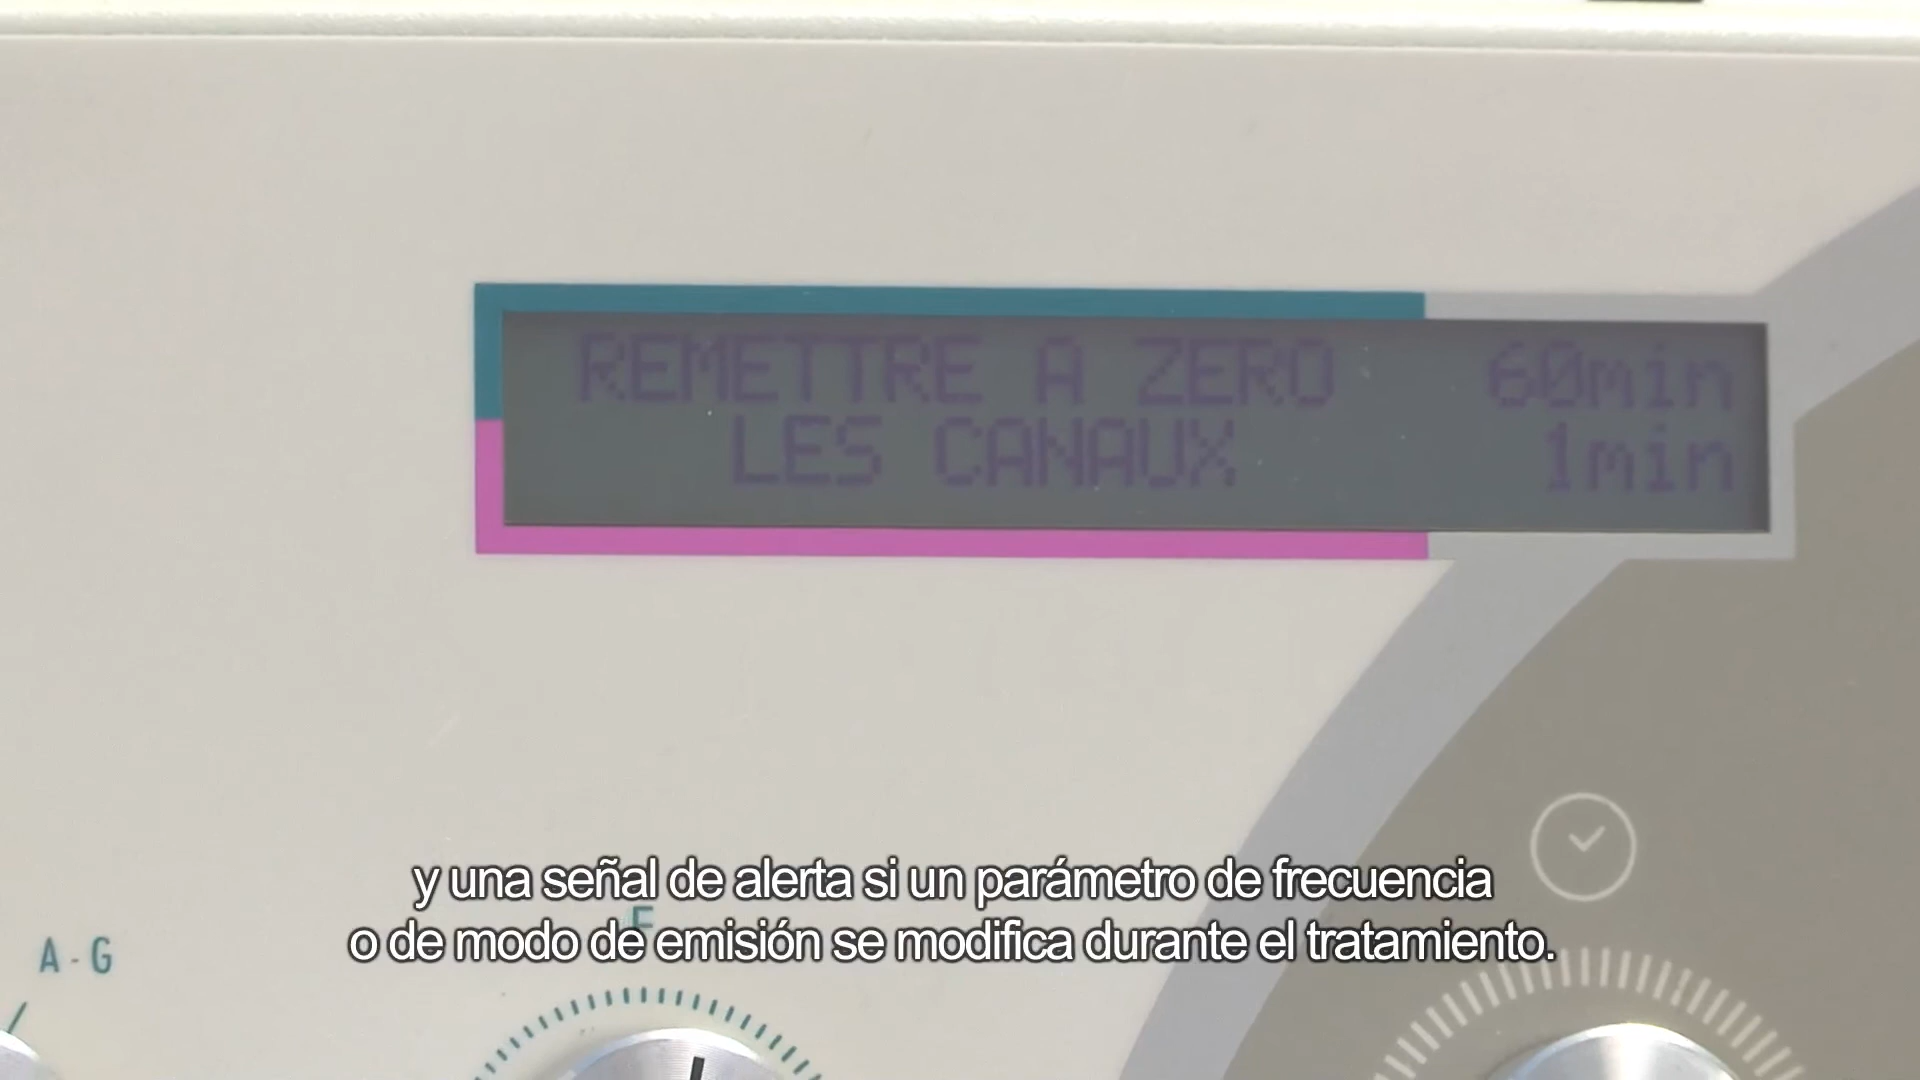 REMETTRE A ZERO 60min
LES CANAUX 1min
y una señal de alerta si un parámetro de frecuencia
o de modo de emisión se modifica durante el tratamiento.
A - G
F